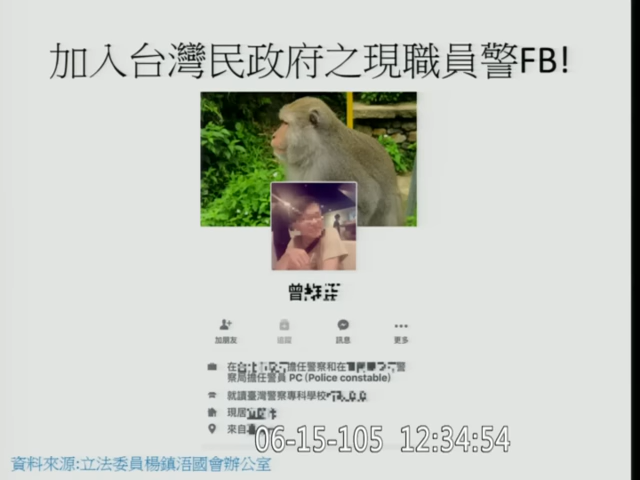 加入台灣民政府之現職員警FB!
曾
加朋友 追蹤 訊息 更多
在 擔任警察和在 警
察局擔任警員 PC (Police constable)
就讀臺灣警察專科學校
現居
來自
06-15-105 12:34:54
資料來源:立法委員楊鎮浯國會辦公室